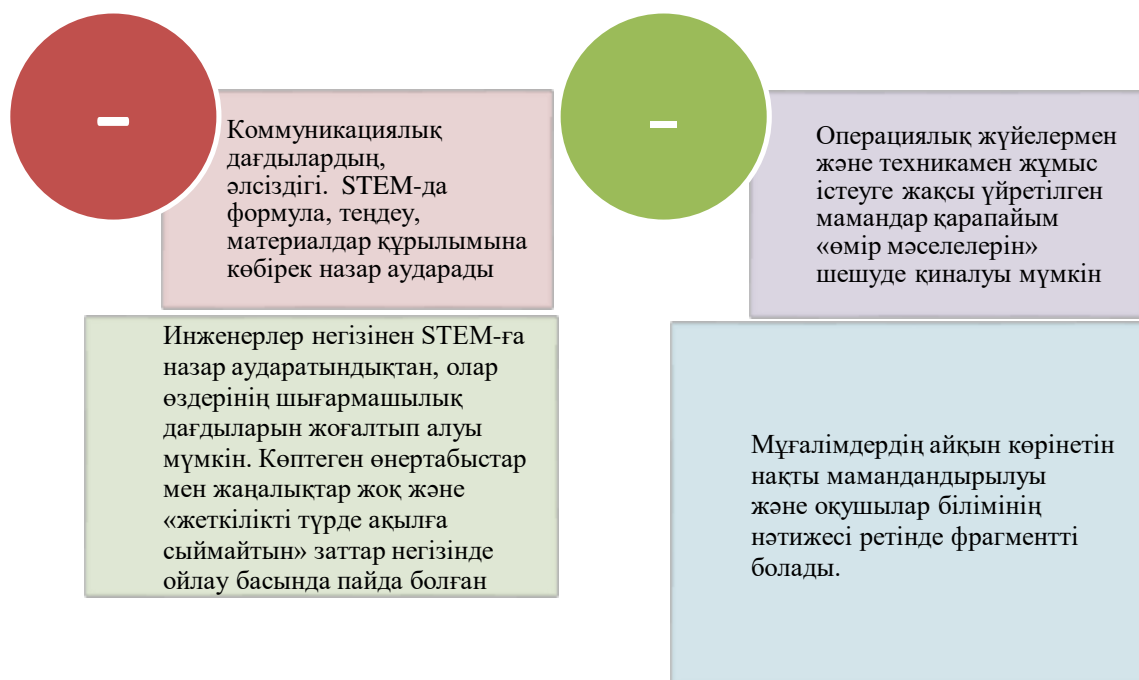 -
Коммуникациялық
дағдылардың,
әлсіздігі. STEM-да
формула, теңдеу,
материалдар құрылымына
көбірек назар аударады
Инженерлер негізінен STEM-ға
назар аударатындықтан, олар
өздерінің шығармашылық
дағдыларын жоғалтып алуы
мүмкін. Көптеген өнертабыстар
мен жаңалықтар жоқ және
«жеткілікті түрде ақылға
сыймайтын» заттар негізінде
ойлау басында пайда болған
-
Операциялық жүйелермен
және техникамен жұмыс
істеуге жақсы үйретілген
мамандар қарапайым
«өмір мәселелерін»
шешуде қиналуы мүмкін
Мұғалімдердің айқын көрінетін
нақты мамандандырылуы
және оқушылар білімінің
нәтижесі ретінде фрагментті
болады.